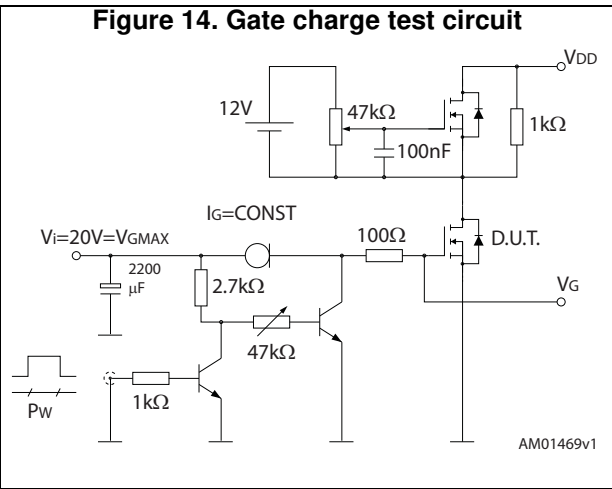 Figure 14. Gate charge test circuit
VDD
12V
47kΩ
1kΩ
100nF
IG=CONST
Vi=20V=VGMAX
100Ω
D.U.T.
2200
μF
2.7kΩ
VG
47kΩ
1kΩ
PW
AM01469v1